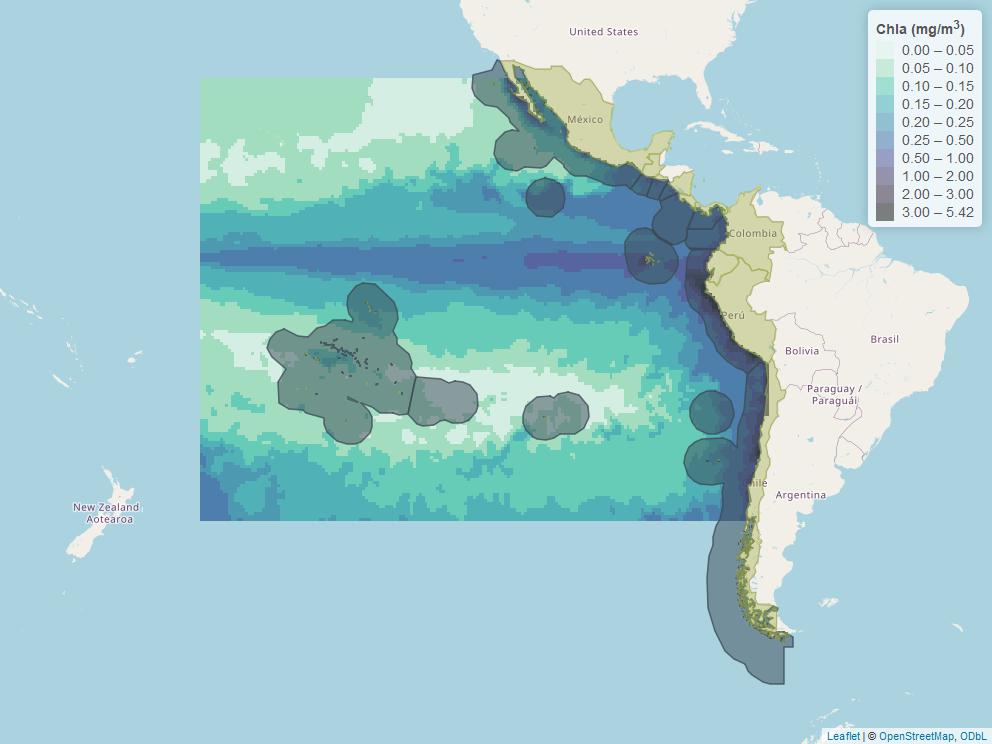 Chla (mg/m3)
0.00 – 0.05
0.05 – 0.10
0.10 – 0.15
0.15 – 0.20
0.20 – 0.25
0.25 – 0.50
0.50 – 1.00
1.00 – 2.00
2.00 – 3.00
3.00 – 5.42
United States
México
Colombia
Perú
Brasil
Bolivia
Paraguay /
Paraguái
hile
Argentina
New Zealand
Aotearoa
Leaflet | © OpenStreetMap, ODbL